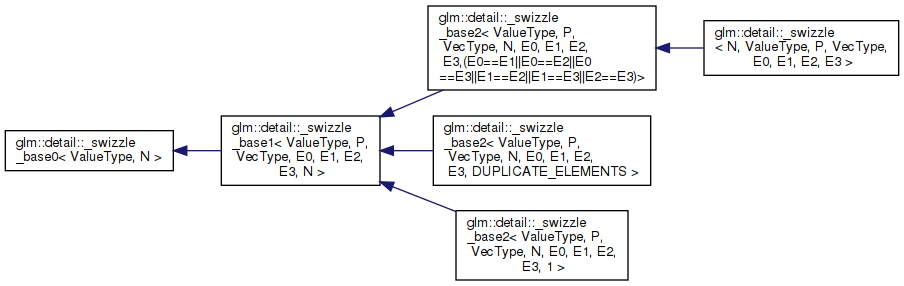 glm::detail::_swizzle
_base0< ValueType, N >
glm::detail::_swizzle
_base1< ValueType, P,
VecType, E0, E1, E2,
E3, N >
glm::detail::_swizzle
_base2< ValueType, P,
VecType, N, E0, E1, E2,
E3,(E0==E1||E0==E2||E0
==E3||E1==E2||E1==E3||E2==E3)>
glm::detail::_swizzle
_base2< ValueType, P,
VecType, N, E0, E1, E2,
E3, DUPLICATE_ELEMENTS >
glm::detail::_swizzle
_base2< ValueType, P,
VecType, N, E0, E1, E2,
E3, 1 >
glm::detail::_swizzle
< N, ValueType, P, VecType,
E0, E1, E2, E3 >